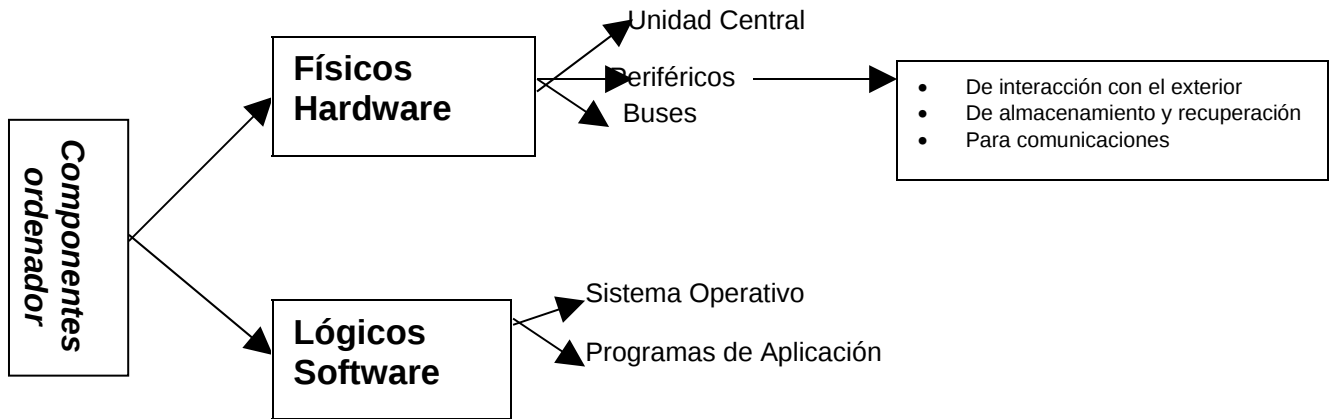 Componentes
ordenador
Físicos
Hardware
Unidad Central
Periféricos
Buses
• De interacción con el exterior
• De almacenamiento y recuperación
• Para comunicaciones
Lógicos
Software
Sistema Operativo
Programas de Aplicación